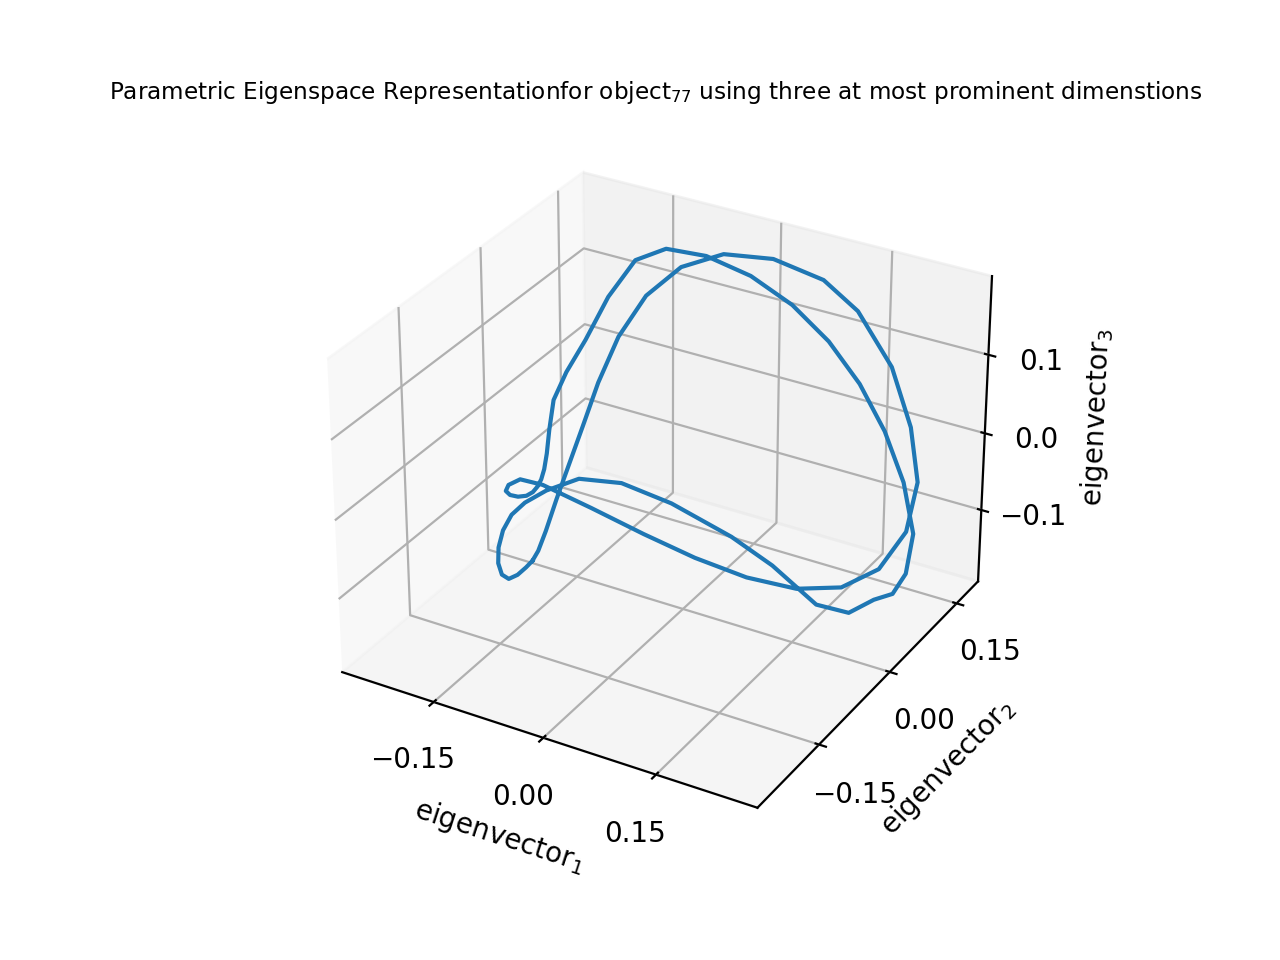 Parametric Eigenspace Representationfor object₇₇ using three at most prominent dimenstions
0.1
0.0
−0.1
eigenvector₃
0.15
0.00
−0.15
eigenvector₂
−0.15
0.00
0.15
eigenvector₁